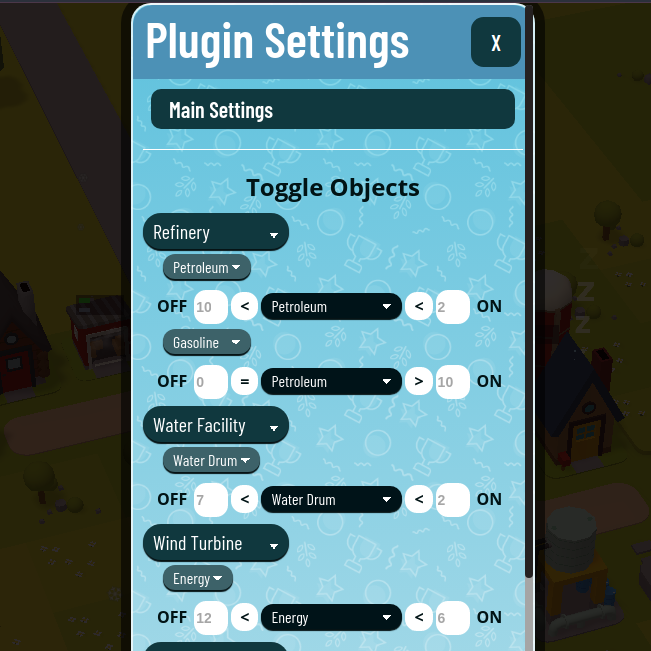 Plugin Settings X
Main Settings
Toggle Objects
Refinery
Petroleum
OFF 10 < Petroleum < 2 ON
Gasoline
OFF 0 = Petroleum > 10 ON
Water Facility
Water Drum
OFF 7 < Water Drum < 2 ON
Wind Turbine
Energy
OFF 12 < Energy < 6 ON
Z
Z